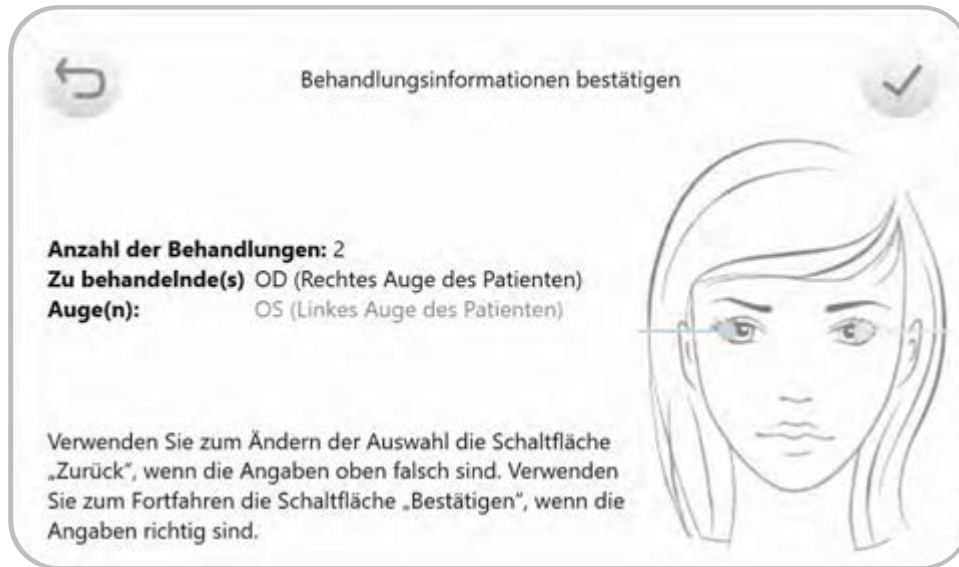 Behandlungsinformationen bestätigen
Anzahl der Behandlungen: 2
Zu behandelnde(s) OD (Rechtes Auge des Patienten)
Auge(n): OS (Linkes Auge des Patienten)
Verwenden Sie zum Ändern der Auswahl die Schaltfläche
„Zurück“, wenn die Angaben oben falsch sind. Verwenden
Sie zum Fortfahren die Schaltfläche „Bestätigen“, wenn die
Angaben richtig sind.